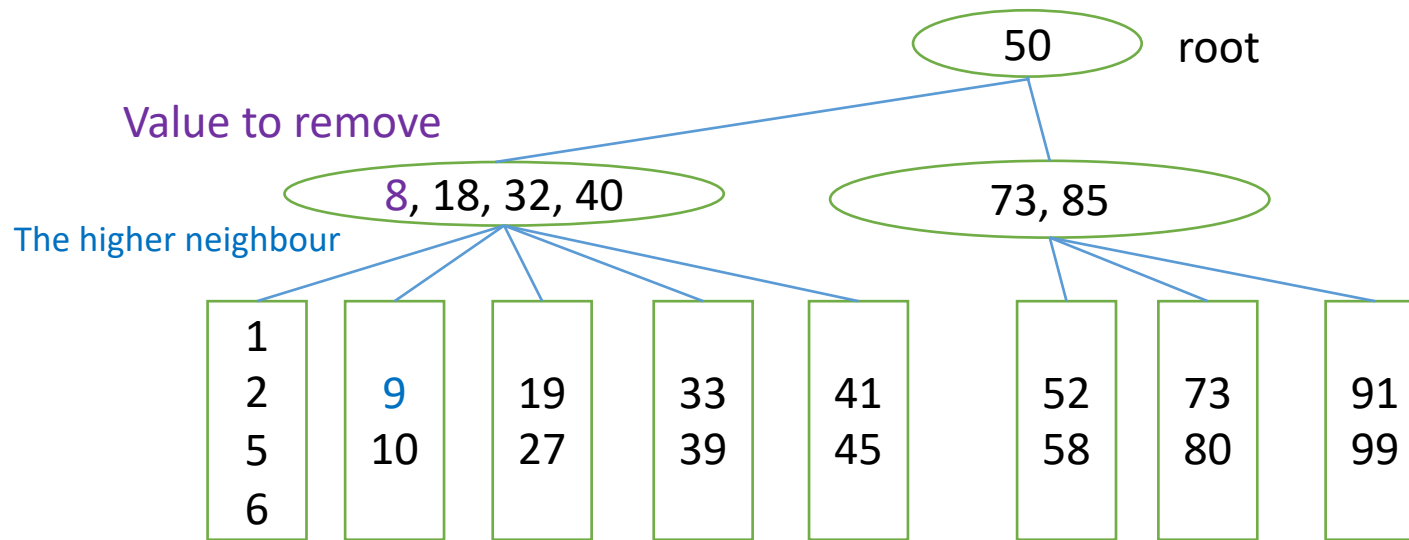 50 root
Value to remove
8, 18, 32, 40
73, 85
The higher neighbour
1
2 9 19 33 41 52 73 91
5 10 27 39 45 58 80 99
6